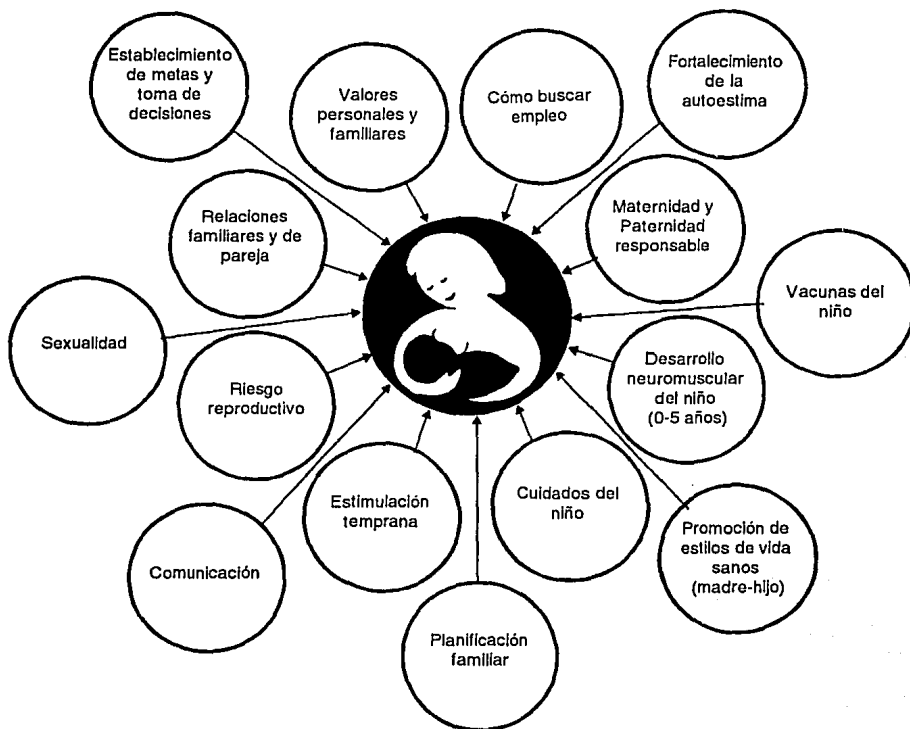 Establecimiento
de metas y
toma de
decisiones
Valores
personales y
familiares
Cómo buscar
empleo
Fortalecimiento
de la
autoestima
Relaciones
familiares y de
pareja
Maternidad y
Paternidad
responsable
Sexualidad
Vacunas del
niño
Riesgo
reproductivo
Desarrollo
neuromuscular
del niño
(0-5 años)
Estimulación
temprana
Cuidados del
niño
Comunicación
Promoción de
estilos de vida
sanos
(madre-hijo)
Planificación
familiar